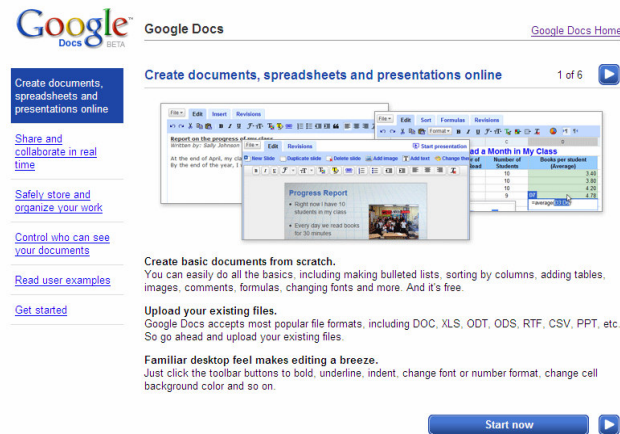 Google
Docs BETA
Google Docs
Google Docs Home
Create documents,
spreadsheets and
presentations online
Share and
collaborate in real
time
Safely store and
organize your work
Control who can see
your documents
Read user examples
Get started
Create documents, spreadsheets and presentations online
1 of 6
File Edit Insert Revisions
Report on the progress of my class
Written by: Sally Johnson
At the end of April, my cla
By the end of the year, I
File Edit Revisions
Start presentation
New Slide Duplicate slide Delete slide Add image Add text Change the
Progress Report
Right now I have 10
students in my class
Every day we read books
for 30 minutes
File Edit Sort Formulas Revisions
Format
ad a Month in My Class
Number of
Students
Books per student
(Average)
10 3.40
10 3.80
10 4.20
9 4.78
=average(
Create basic documents from scratch.
You can easily do all the basics, including making bulleted lists, sorting by columns, adding tables,
images, comments, formulas, changing fonts and more. And it's free.
Upload your existing files.
Google Docs accepts most popular file formats, including DOC, XLS, ODT, ODS, RTF, CSV, PPT, etc.
So go ahead and upload your existing files.
Familiar desktop feel makes editing a breeze.
Just click the toolbar buttons to bold, underline, indent, change font or number format, change cell
background color and so on.
Start now